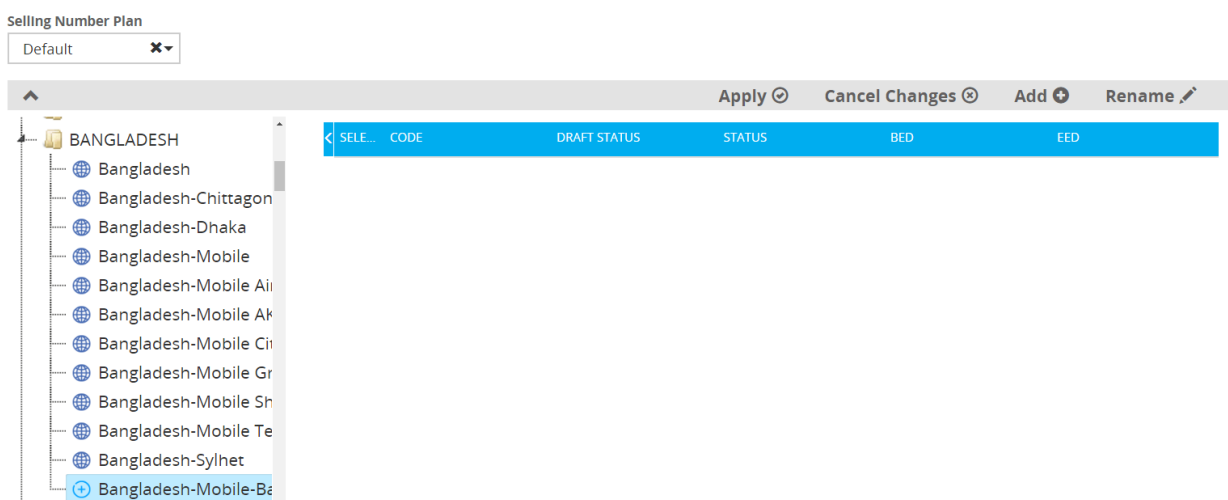 Selling Number Plan
Default
Apply Cancel Changes Add Rename
BANGLADESH
SELE... CODE DRAFT STATUS STATUS BED EED
Bangladesh
Bangladesh-Chittagon
Bangladesh-Dhaka
Bangladesh-Mobile
Bangladesh-Mobile Air
Bangladesh-Mobile AK
Bangladesh-Mobile Cit
Bangladesh-Mobile Gr
Bangladesh-Mobile Sh
Bangladesh-Mobile Te
Bangladesh-Sylhet
Bangladesh-Mobile-Ba